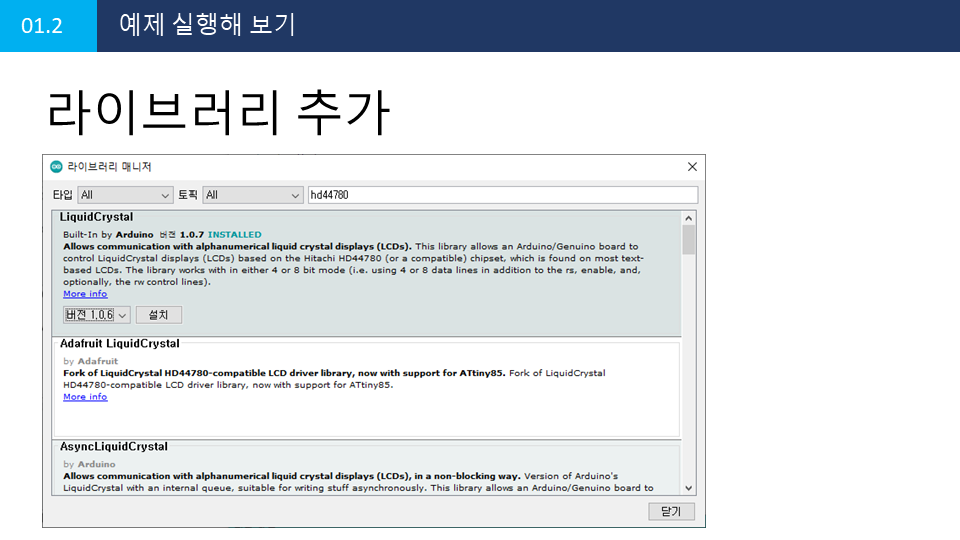 01.2 예제 실행해 보기
라이브러리 추가
라이브러리 매니저
타입 All 토픽 All hd44780
LiquidCrystal
Built-In by Arduino 버전 1.0.7 INSTALLED
Allows communication with alphanumerical liquid crystal displays (LCDs). This library allows an Arduino/Genuino board to
control LiquidCrystal displays (LCDs) based on the Hitachi HD44780 (or a compatible) chipset, which is found on most text-
based LCDs. The library works with in either 4 or 8 bit mode (i.e. using 4 or 8 data lines in addition to the rs, enable, and,
optionally, the rw control lines).
More info
버전 1.0.6 설치
Adafruit LiquidCrystal
by Adafruit
Fork of LiquidCrystal HD44780-compatible LCD driver library, now with support for ATtiny85. Fork of LiquidCrystal
HD44780-compatible LCD driver library, now with support for ATtiny85.
More info
AsyncLiquidCrystal
by Arduino
Allows communication with alphanumerical liquid crystal displays (LCDs), in a non-blocking way. Version of Arduino's
LiquidCrystal with an internal queue, suitable for writing stuff asynchronously. This library allows an Arduino/Genuino board to
닫기